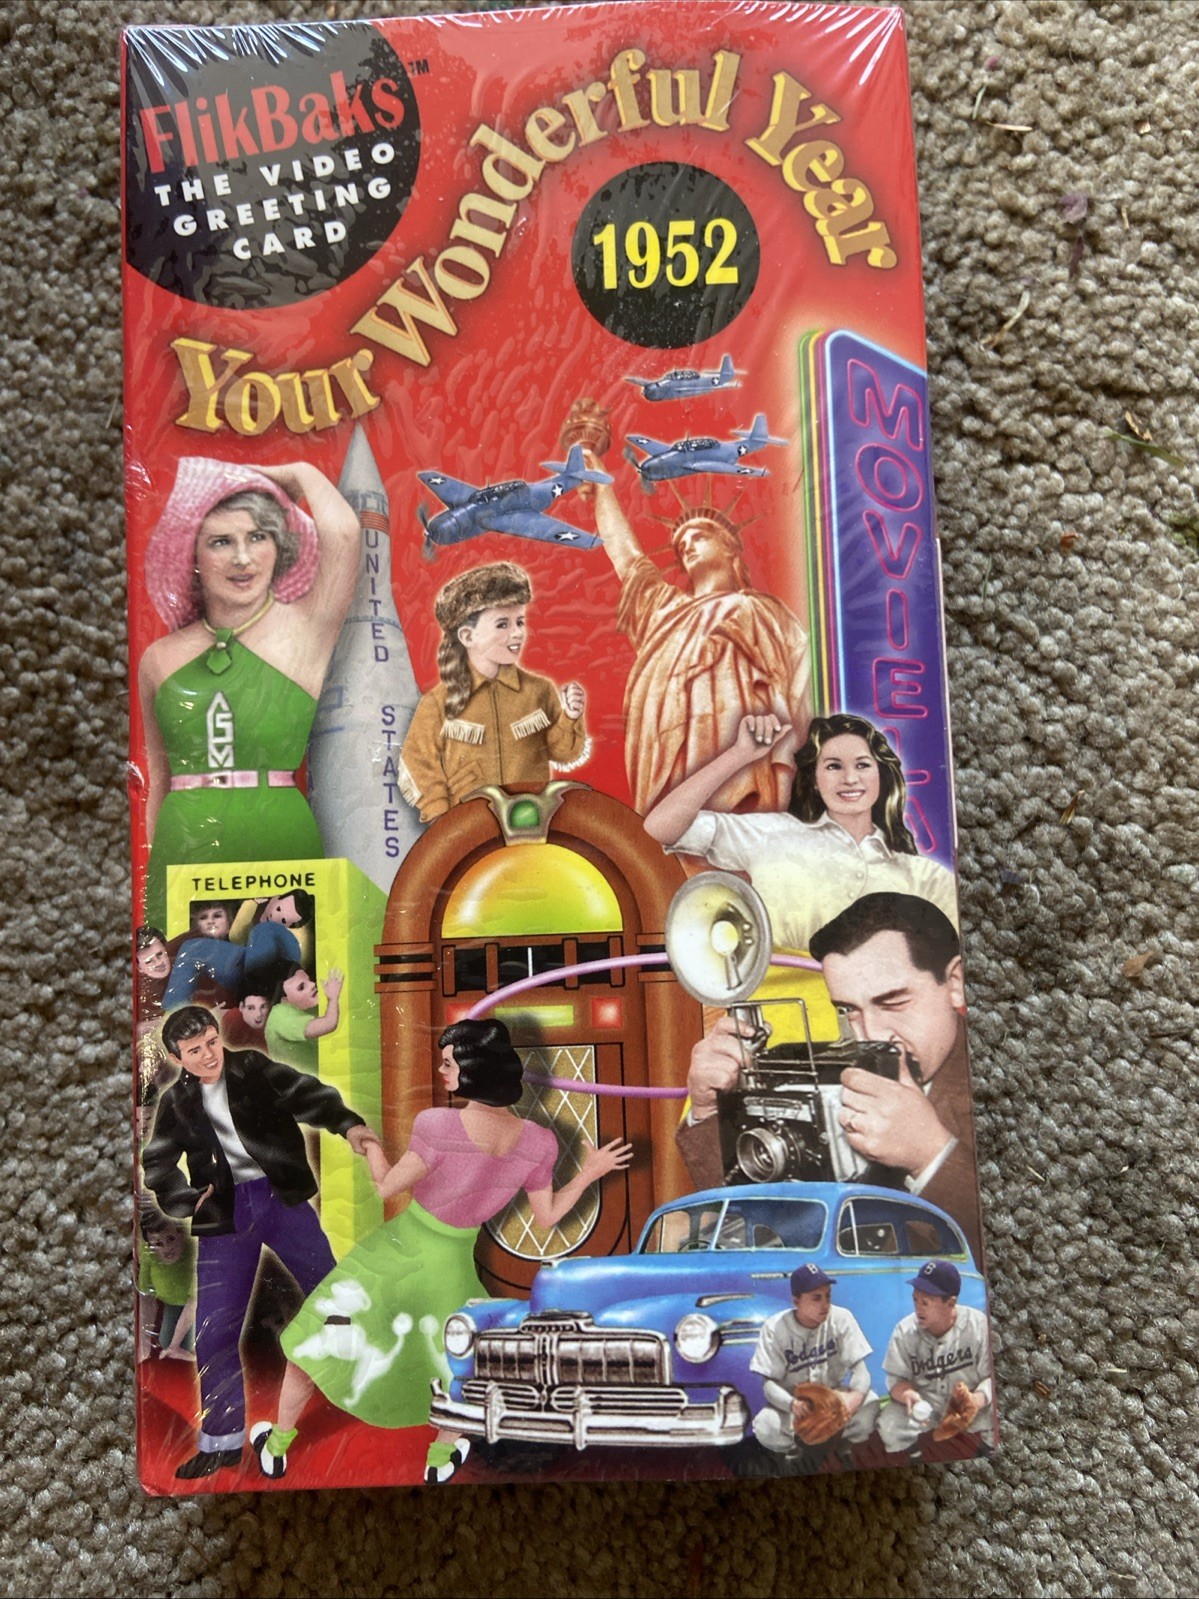 FlikBaks™
THE VIDEO
GREETING
CARD
Your Wonderful Year
1952
MOVIE
UNITED
STATES
TELEPHONE
B
B
Dodgers
Dodgers